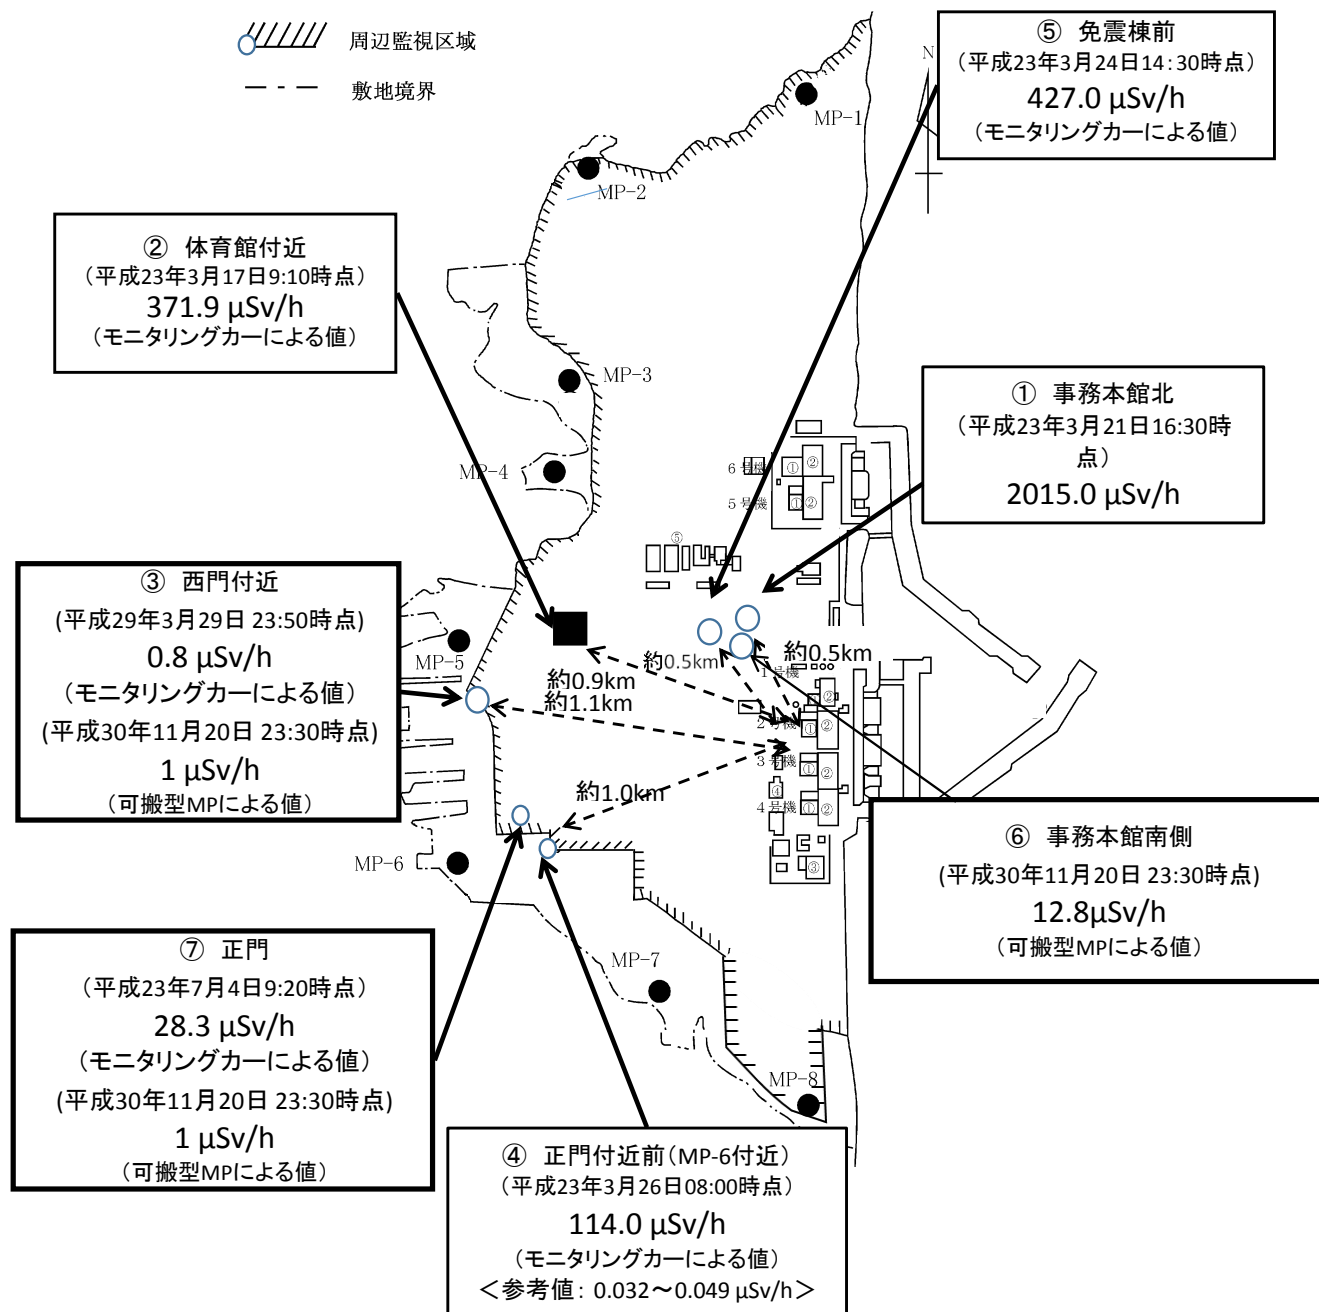 周辺監視区域
敷地境界
⑤ 免震棟前
(平成23年3月24日14:30時点)
427.0 μSv/h
(モニタリングカーによる値)
N
MP-1
MP-2
② 体育館付近
(平成23年3月17日9:10時点)
371.9 μSv/h
(モニタリングカーによる値)
MP-3
① 事務本館北
(平成23年3月21日16:30時
点)
2015.0 μSv/h
MP-4
6号機
①
②
5号機
①
②
⑤
③ 西門付近
(平成29年3月29日 23:50時点)
0.8 μSv/h
(モニタリングカーによる値)
(平成30年11月20日 23:30時点)
1 μSv/h
(可搬型MPによる値)
MP-5
約0.5km
約0.5km
約0.9km
約1.1km
1号機
②
2号機
①
②
3号機
①
②
約1.0km
④
4号機
①
②
③
MP-6
⑥ 事務本館南側
(平成30年11月20日 23:30時点)
12.8μSv/h
(可搬型MPによる値)
⑦ 正門
(平成23年7月4日9:20時点)
28.3 μSv/h
(モニタリングカーによる値)
(平成30年11月20日 23:30時点)
1 μSv/h
(可搬型MPによる値)
MP-7
MP-8
④ 正門付近前(MP-6付近)
(平成23年3月26日08:00時点)
114.0 μSv/h
(モニタリングカーによる値)
<参考値: 0.032～0.049 μSv/h>